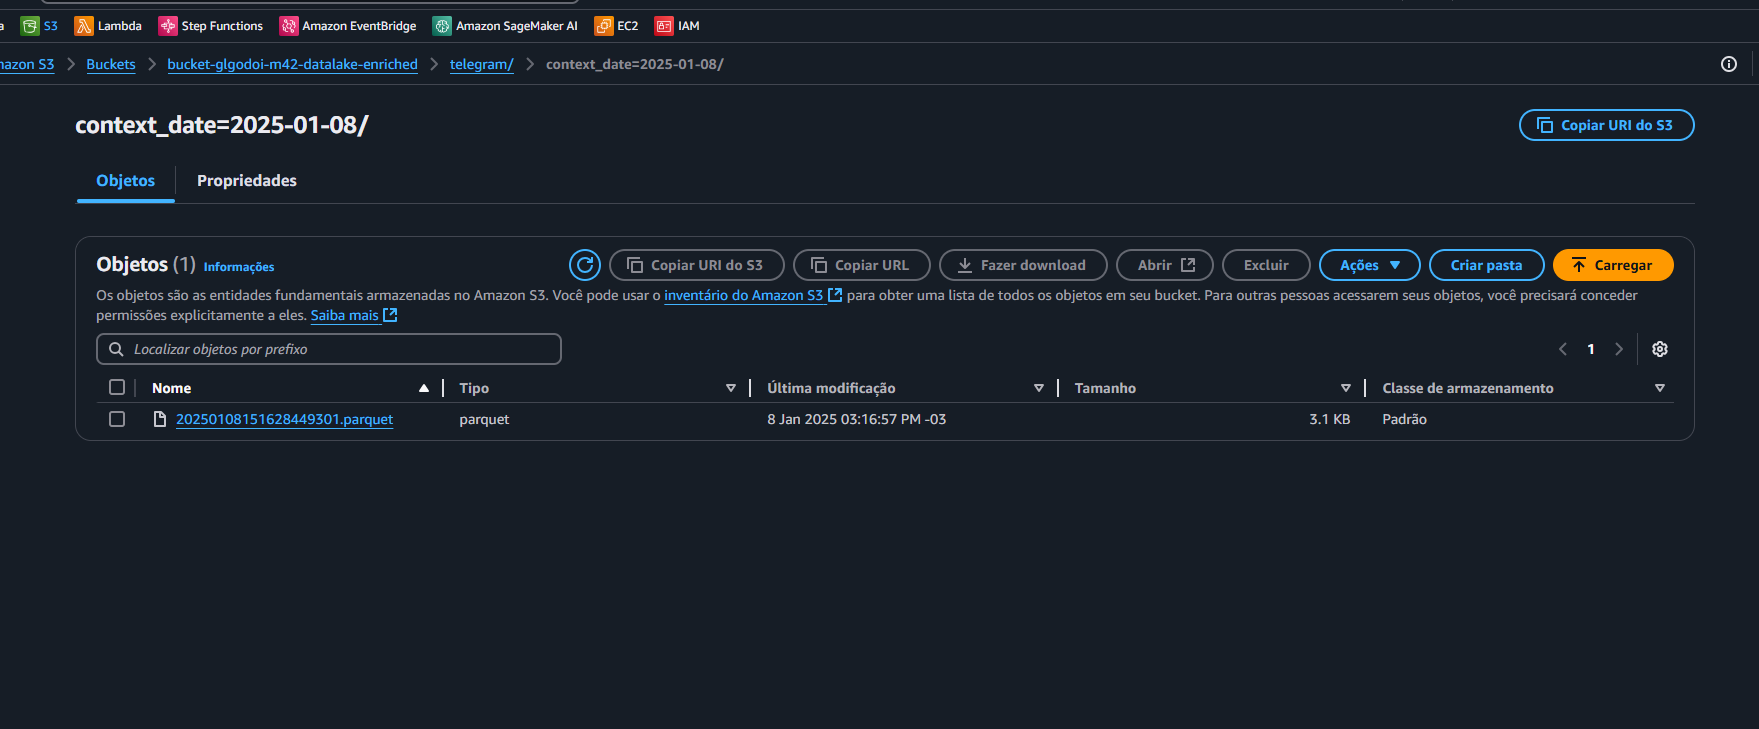 a S3 Lambda Step Functions Amazon EventBridge Amazon SageMaker AI EC2 IAM
mazon S3 Buckets bucket-glgodoi-m42-datalake-enriched telegram/ context_date=2025-01-08/
context_date=2025-01-08/
Copiar URI do S3
Objetos Propriedades
Objetos (1) Informações
Copiar URI do S3 Copiar URL Fazer download Abrir Excluir Ações Criar pasta Carregar
Os objetos são as entidades fundamentais armazenadas no Amazon S3. Você pode usar o inventário do Amazon S3 para obter uma lista de todos os objetos em seu bucket. Para outras pessoas acessarem seus objetos, você precisará conceder
permissões explicitamente a eles. Saiba mais
Localizar objetos por prefixo
1
Nome Tipo Última modificação Tamanho Classe de armazenamento
20250108151628449301.parquet parquet 8 Jan 2025 03:16:57 PM -03 3.1 KB Padrão